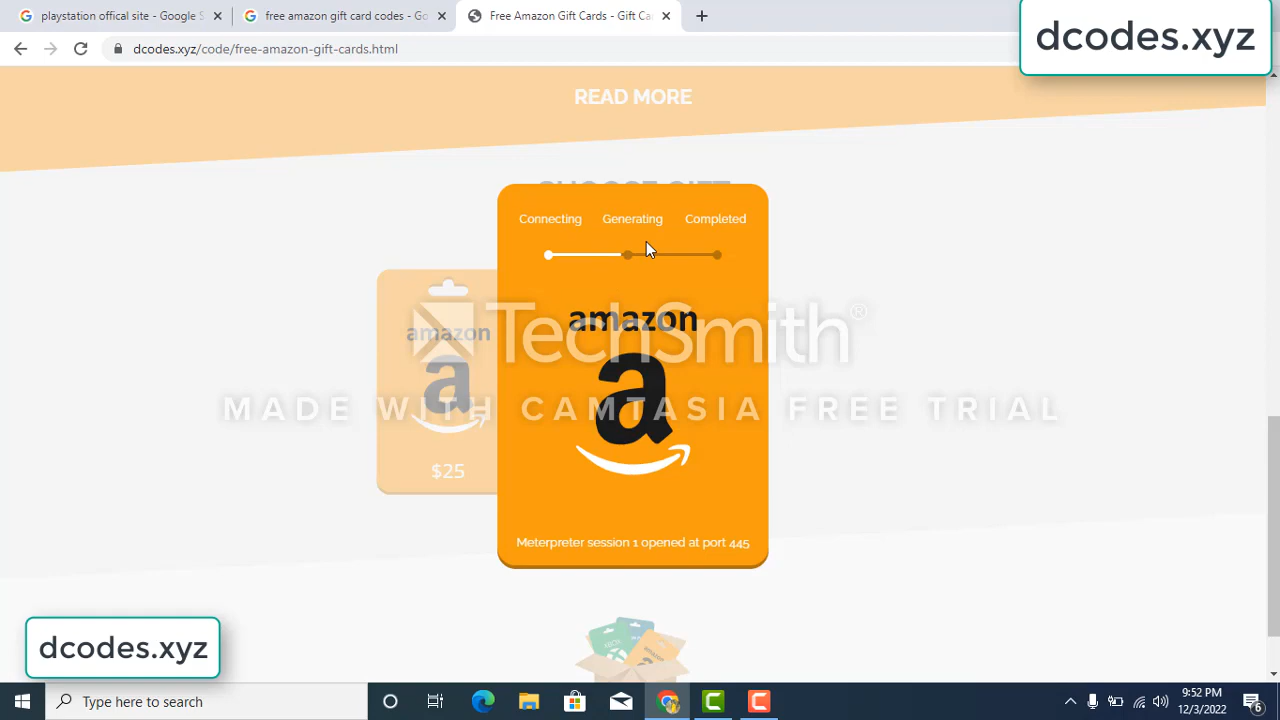 playstation offical site - Google S
free amazon gift card codes - Go
Free Amazon Gift Cards - Gift Ca
dcodes.xyz/code/free-amazon-gift-cards.html
dcodes.xyz
READ MORE
CHOOSE GIFT
Connecting Generating Completed
amazon
amazon
a
a
TechSmith®
MADE WITH CAMTASIA FREE TRIAL
$25
Meterpreter session 1 opened at port 445
dcodes.xyz
Type here to search
9:52 PM
12/3/2022
6